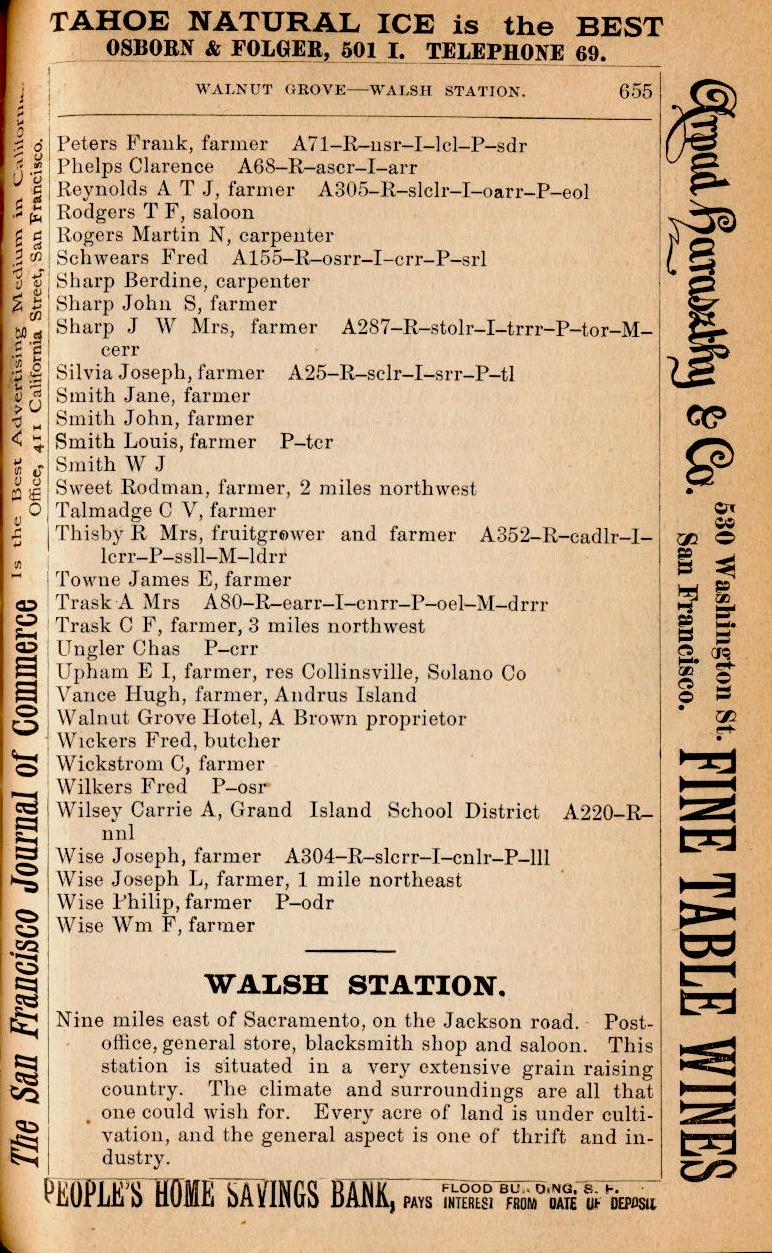 TAHOE NATURAL ICE is the BEST
OSBORN & FOLGER, 501 I. TELEPHONE 69.
WALNUT GROVE—WALSH STATION. 655
Peters Frank, farmer A71–R–nsr–I–lcl–P–sdr
Phelps Clarence A68–R–ascr–I–arr
Reynolds A T J, farmer A305–R–slclr–I–oarr–P–eol
Rodgers T F, saloon
Rogers Martin N, carpenter
Schwears Fred A155–R–osrr–I–crr–P–srl
Sharp Berdine, carpenter
Sharp John S, farmer
Sharp J W Mrs, farmer A287–R–stolr–I–trrr–P–tor–M–
cerr
Silvia Joseph, farmer A25–R–sclr–I–srr–P–tl
Smith Jane, farmer
Smith John, farmer
Smith Louis, farmer P–tcr
Smith W J
Sweet Rodman, farmer, 2 miles northwest
Talmadge C V, farmer
Thisby R Mrs, fruitgrower and farmer A352–R–cadlr–I–
lcrr–P–ssll–M–ldrr
Towne James E, farmer
Trask A Mrs A80–R–earr–I–cnrr–P–oel–M–drrr
Trask C F, farmer, 3 miles northwest
Ungler Chas P–crr
Upham E I, farmer, res Collinsville, Solano Co
Vance Hugh, farmer, Andrus Island
Walnut Grove Hotel, A Brown proprietor
Wickers Fred, butcher
Wickstrom C, farmer
Wilkers Fred P–osr
Wilsey Carrie A, Grand Island School District A220–R–
nnl
Wise Joseph, farmer A304–R–slcrr–I–cnlr–P–lll
Wise Joseph L, farmer, 1 mile northeast
Wise Philip, farmer P–odr
Wise Wm F, farmer
WALSH STATION.
Nine miles east of Sacramento, on the Jackson road. Post-
office, general store, blacksmith shop and saloon. This
station is situated in a very extensive grain raising
country. The climate and surroundings are all that
one could wish for. Every acre of land is under culti-
vation, and the general aspect is one of thrift and in-
dustry.
PEOPLE'S HOME SAVINGS BANK, PAYS
FLOOD BUILDING, S. F.
INTEREST FROM DATE OF DEPOSIT
The San Francisco Journal of Commerce
Is the Best Advertising Medium in California.
Office, 411 California Street, San Francisco.
Arpad Haraszthy & Co.
530 Washington St.
San Francisco.
FINE TABLE WINES